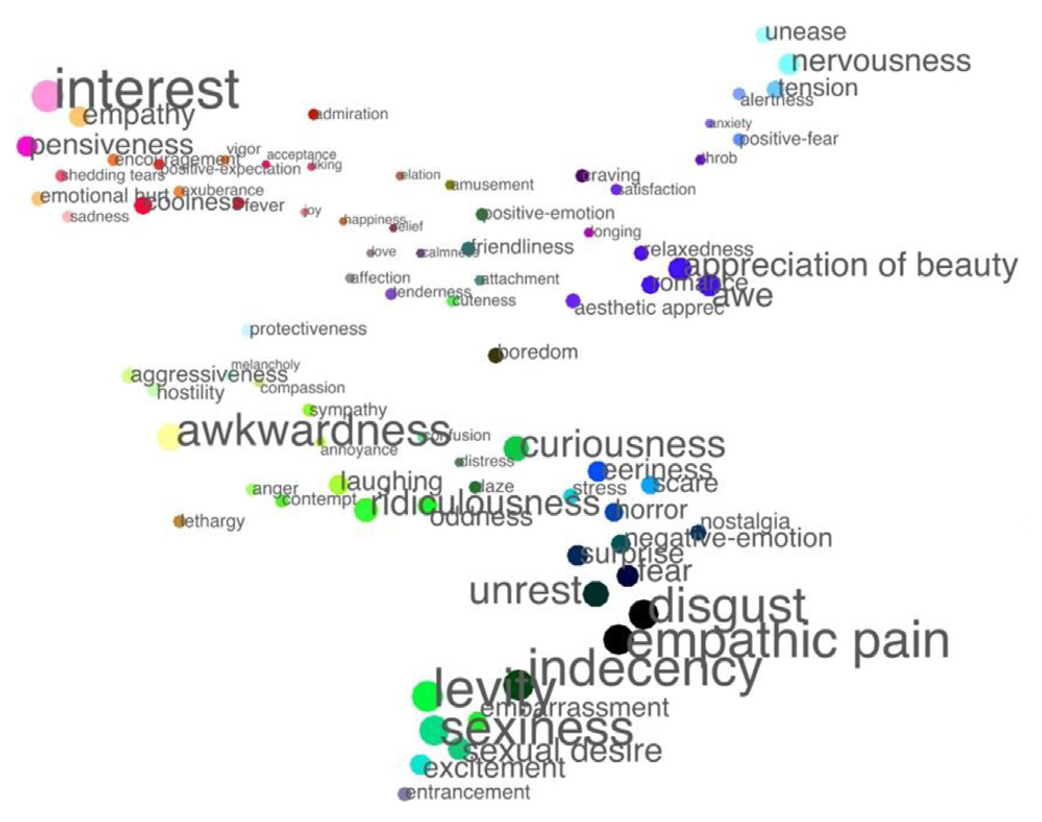 unease
nervousness
interest
tension
alertness
empathy
admiration
anxiety
positive-fear
pensiveness
vigor
acceptance
encouragement
throb
positive-expectation
liking
shedding tears
elation
craving
amusement
satisfaction
exuberance
emotional hurt
coolness
fever
joy
positive-emotion
sadness
happiness
relief
longing
friendliness
relaxedness
love
calmness
appreciation of beauty
affection
attachment
romance
tenderness
awe
cuteness
aesthetic apprec
protectiveness
boredom
melancholy
aggressiveness
compassion
hostility
sympathy
awkwardness
confusion
curiousness
annoyance
distress
eeriness
laughing
scare
anger
daze
stress
contempt
ridiculousness
horror
oddness
lethargy
nostalgia
negative-emotion
surprise
fear
unrest
disgust
empathic pain
indecency
levity
embarrassment
sexiness
sexual desire
excitement
entrancement